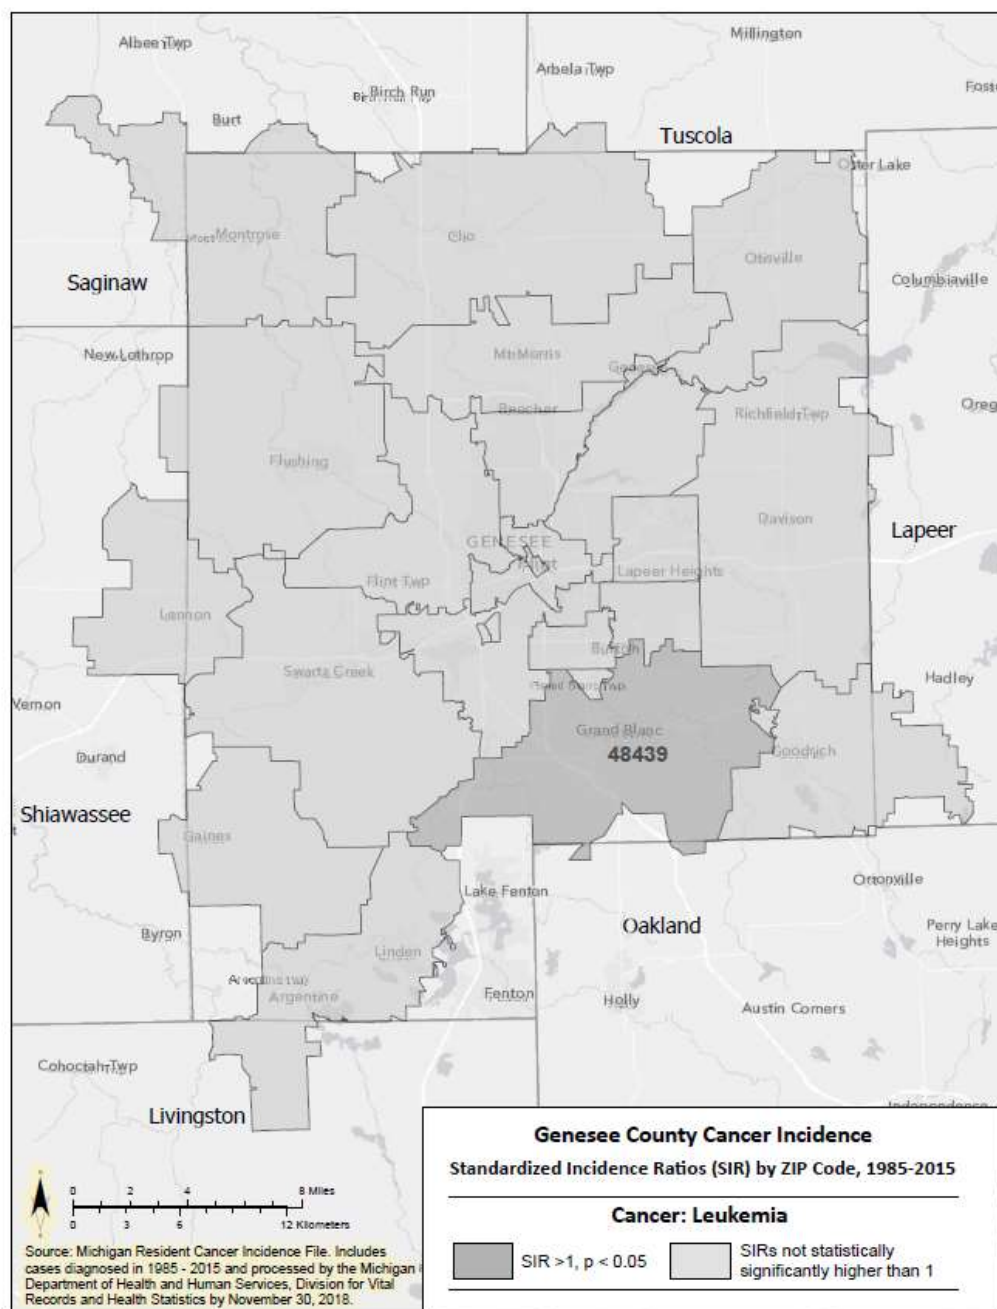 Albee Twp
Millington
Birch Run
Arbela Twp
Burt
Tuscola
Otter Lake
Montrose
Clio
Otisville
Saginaw
Columbiaville
New Lothrop
Mt Morris
Beecher
Richfield Twp
Flushing
Davison
Lapeer
GENESEE
Flint
Flint Twp
Lapeer Heights
Lennon
Burton
Swartz Creek
Hadley
Vernon
Grand Blanc
48439
Goodrich
Durand
Shiawassee
Gaines
Lake Fenton
Ortonville
Oakland
Byron
Perry Lake
Heights
Linden
Argentine
Fenton
Holly
Austin Corners
Cohoctah Twp
Livingston
Genesee County Cancer Incidence
Standardized Incidence Ratios (SIR) by ZIP Code, 1985-2015
Cancer: Leukemia
SIR >1, p < 0.05
SIRs not statistically
significantly higher than 1
0 2 4 8 Miles
0 3 6 12 Kilometers
Source: Michigan Resident Cancer Incidence File. Includes
cases diagnosed in 1985 - 2015 and processed by the Michigan
Department of Health and Human Services, Division for Vital
Records and Health Statistics by November 30, 2018.